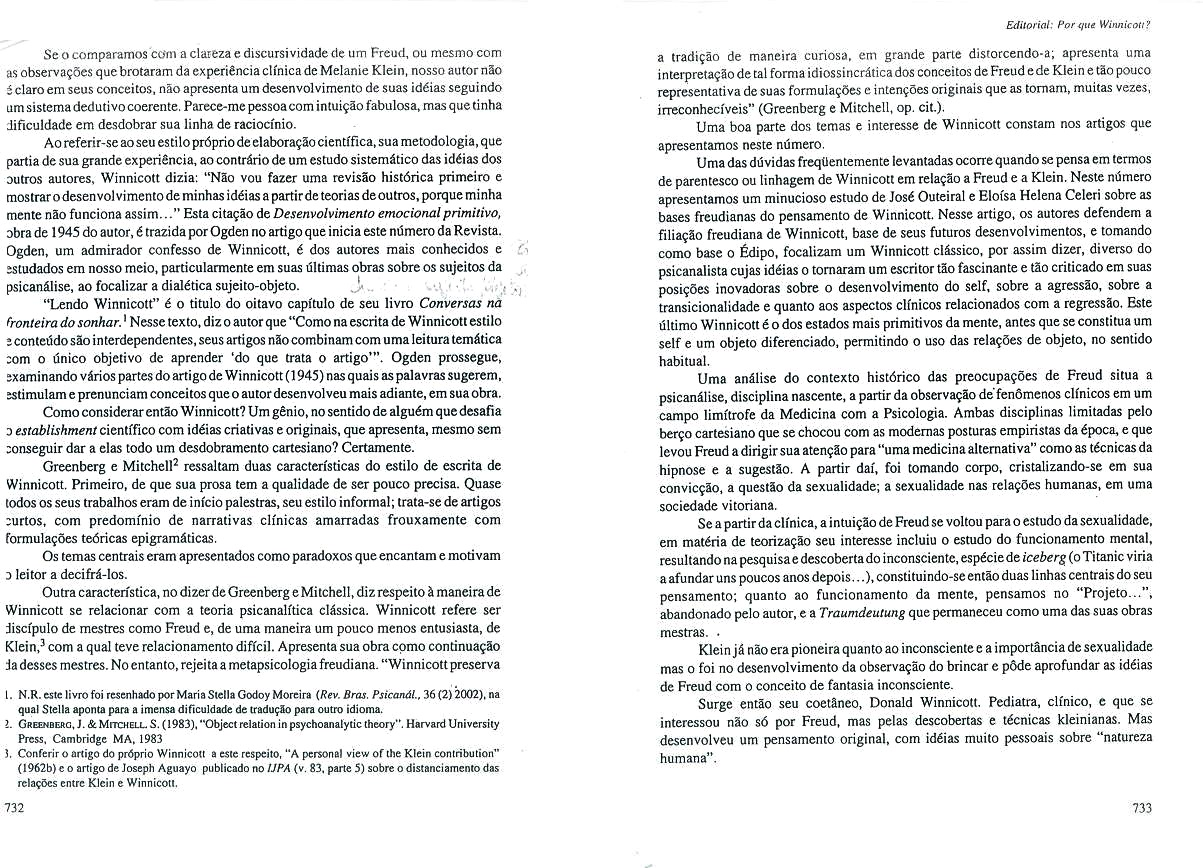 Se o comparamos com a clareza e discursividade de um Freud, ou mesmo com
as observações que brotaram da experiência clínica de Melanie Klein, nosso autor não
é claro em seus conceitos, não apresenta um desenvolvimento de suas idéias seguindo
um sistema dedutivo coerente. Parece-me pessoa com intuição fabulosa, mas que tinha
dificuldade em desdobrar sua linha de raciocínio.
Ao referir-se ao seu estilo próprio de elaboração científica, sua metodologia, que
partia de sua grande experiência, ao contrário de um estudo sistemático das idéias dos
outros autores, Winnicott dizia: “Não vou fazer uma revisão histórica primeiro e
mostrar o desenvolvimento de minhas idéias a partir de teorias de outros, porque minha
mente não funciona assim...” Esta citação de Desenvolvimento emocional primitivo,
obra de 1945 do autor, é trazida por Ogden no artigo que inicia este número da Revista.
Ogden, um admirador confesso de Winnicott, é dos autores mais conhecidos e
estudados em nosso meio, particularmente em suas últimas obras sobre os sujeitos da
psicanálise, ao focalizar a dialética sujeito-objeto.
“Lendo Winnicott” é o titulo do oitavo capítulo de seu livro Conversas na
fronteira do sonhar.1 Nesse texto, diz o autor que “Como na escrita de Winnicott estilo
e conteúdo são interdependentes, seus artigos não combinam com uma leitura temática
com o único objetivo de aprender ‘do que trata o artigo’”. Ogden prossegue,
examinando vários partes do artigo de Winnicott (1945) nas quais as palavras sugerem,
estimulam e prenunciam conceitos que o autor desenvolveu mais adiante, em sua obra.
Como considerar então Winnicott? Um gênio, no sentido de alguém que desafia
o establishment científico com idéias criativas e originais, que apresenta, mesmo sem
conseguir dar a elas todo um desdobramento cartesiano? Certamente.
Greenberg e Mitchell2 ressaltam duas características do estilo de escrita de
Winnicott. Primeiro, de que sua prosa tem a qualidade de ser pouco precisa. Quase
todos os seus trabalhos eram de início palestras, seu estilo informal; trata-se de artigos
curtos, com predomínio de narrativas clínicas amarradas frouxamente com
formulações teóricas epigramáticas.
Os temas centrais eram apresentados como paradoxos que encantam e motivam
o leitor a decifrá-los.
Outra característica, no dizer de Greenberg e Mitchell, diz respeito à maneira de
Winnicott se relacionar com a teoria psicanalítica clássica. Winnicott refere ser
discípulo de mestres como Freud e, de uma maneira um pouco menos entusiasta, de
Klein,3 com a qual teve relacionamento difícil. Apresenta sua obra como continuação
da desses mestres. No entanto, rejeita a metapsicologia freudiana. “Winnicott preserva
1. N.R. este livro foi resenhado por Maria Stella Godoy Moreira (Rev. Bras. Psicanál., 36 (2) 2002), na
qual Stella aponta para a imensa dificuldade de tradução para outro idioma.
2. GREENBERG, J. & MITCHELL. S. (1983), “Object relation in psychoanalytic theory”. Harvard University
Press, Cambridge MA, 1983
3. Conferir o artigo do próprio Winnicott a este respeito, “A personal view of the Klein contribution”
(1962b) e o artigo de Joseph Aguayo publicado no IJPA (v. 83, parte 5) sobre o distanciamento das
relações entre Klein e Winnicott.
732
Editorial: Por que Winnicott?
a tradição de maneira curiosa, em grande parte distorcendo-a; apresenta uma
interpretação de tal forma idiossincrática dos conceitos de Freud e de Klein e tão pouco
representativa de suas formulações e intenções originais que as tornam, muitas vezes,
irreconhecíveis” (Greenberg e Mitchell, op. cit.).
Uma boa parte dos temas e interesse de Winnicott constam nos artigos que
apresentamos neste número.
Uma das dúvidas freqüentemente levantadas ocorre quando se pensa em termos
de parentesco ou linhagem de Winnicott em relação a Freud e a Klein. Neste número
apresentamos um minucioso estudo de José Outeiral e Eloísa Helena Celeri sobre as
bases freudianas do pensamento de Winnicott. Nesse artigo, os autores defendem a
filiação freudiana de Winnicott, base de seus futuros desenvolvimentos, e tomando
como base o Édipo, focalizam um Winnicott clássico, por assim dizer, diverso do
psicanalista cujas idéias o tornaram um escritor tão fascinante e tão criticado em suas
posições inovadoras sobre o desenvolvimento do self, sobre a agressão, sobre a
transicionalidade e quanto aos aspectos clínicos relacionados com a regressão. Este
último Winnicott é o dos estados mais primitivos da mente, antes que se constitua um
self e um objeto diferenciado, permitindo o uso das relações de objeto, no sentido
habitual.
Uma análise do contexto histórico das preocupações de Freud situa a
psicanálise, disciplina nascente, a partir da observação de fenômenos clínicos em um
campo limítrofe da Medicina com a Psicologia. Ambas disciplinas limitadas pelo
berço cartesiano que se chocou com as modernas posturas empiristas da época, e que
levou Freud a dirigir sua atenção para “uma medicina alternativa” como as técnicas da
hipnose e a sugestão. A partir daí, foi tomando corpo, cristalizando-se em sua
convicção, a questão da sexualidade; a sexualidade nas relações humanas, em uma
sociedade vitoriana.
Se a partir da clínica, a intuição de Freud se voltou para o estudo da sexualidade,
em matéria de teorização seu interesse incluiu o estudo do funcionamento mental,
resultando na pesquisa e descoberta do inconsciente, espécie de iceberg (o Titanic viria
a afundar uns poucos anos depois...), constituindo-se então duas linhas centrais do seu
pensamento; quanto ao funcionamento da mente, pensamos no “Projeto...”,
abandonado pelo autor, e a Traumdeutung que permaneceu como uma das suas obras
mestras.
Klein já não era pioneira quanto ao inconsciente e a importância de sexualidade
mas o foi no desenvolvimento da observação do brincar e pôde aprofundar as idéias
de Freud com o conceito de fantasia inconsciente.
Surge então seu coetâneo, Donald Winnicott. Pediatra, clínico, e que se
interessou não só por Freud, mas pelas descobertas e técnicas kleinianas. Mas
desenvolveu um pensamento original, com idéias muito pessoais sobre “natureza
humana”.
733